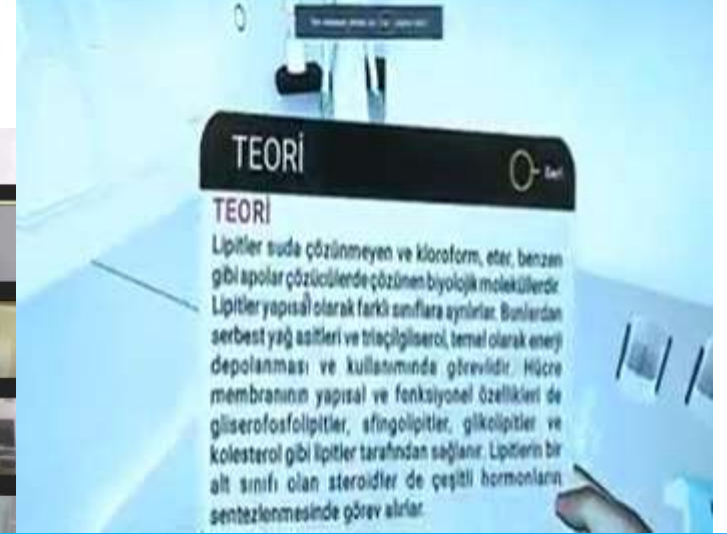 TEORİ
Geri
TEORİ
Lipitler suda çözünmeyen ve kloroform, eter, benzen
gibi apolar çözücülerde çözünen biyolojik moleküllerdir.
Lipitler yapısal olarak farklı sınıflara ayrılırlar. Bunlardan
serbest yağ asitleri ve triaçilgliserol, temel olarak enerji
depolanması ve kullanımında görevlidir. Hücre
membranının yapısal ve fonksiyonel özellikleri de
gliserofosfolipitler, sfingolipitler, glikolipitler ve
kolesterol gibi lipitler tarafından sağlanır. Lipitlerin bir
alt sınıfı olan steroidler de çeşitli hormonların
sentezlenmesinde görev alırlar.